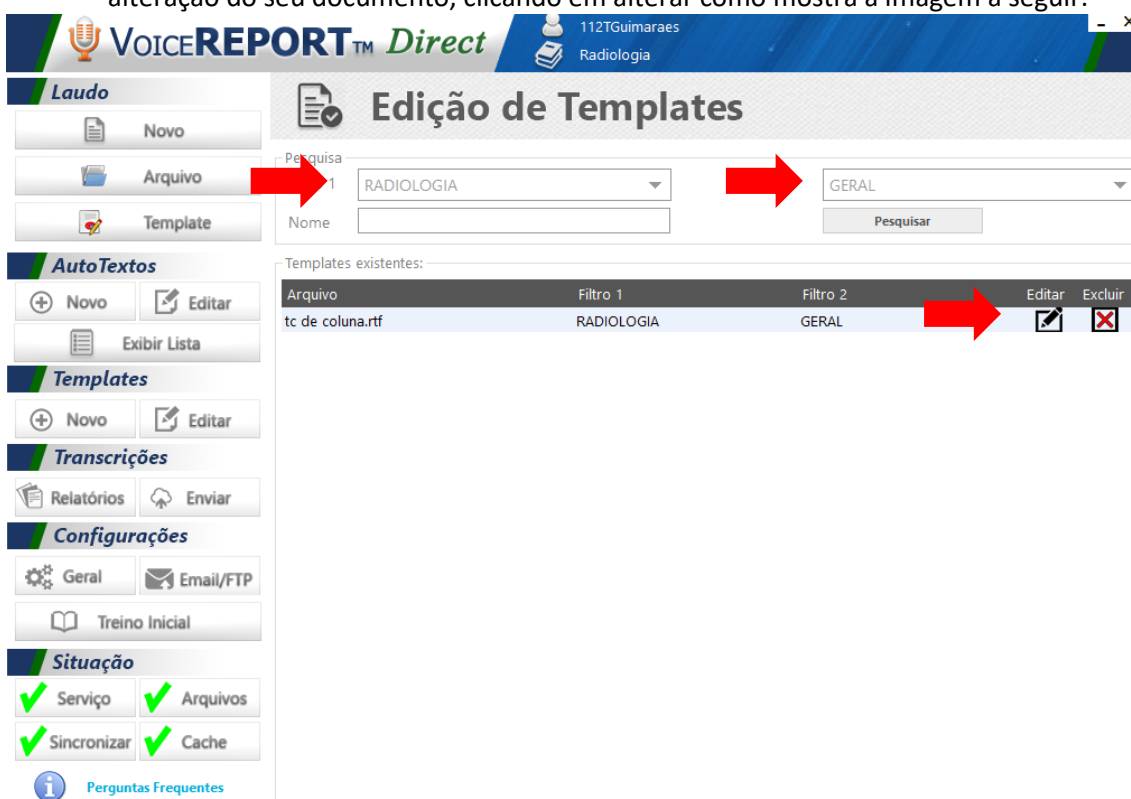 alteração do seu documento, clicando em alterar como mostra a imagem a seguir:
VOICEREPORT™ Direct
112TGuimaraes
Radiologia
Laudo
Novo
Arquivo
Template
AutoTextos
Novo
Editar
Exibir Lista
Templates
Novo
Editar
Transcrições
Relatórios
Enviar
Configurações
Geral
Email/FTP
Treino Inicial
Situação
Serviço
Arquivos
Sincronizar
Cache
Perguntas Frequentes
Edição de Templates
Pesquisa
1
RADIOLOGIA
GERAL
Nome
Pesquisar
Templates existentes:
Arquivo Filtro 1 Filtro 2 Editar Excluir
tc de coluna.rtf RADIOLOGIA GERAL